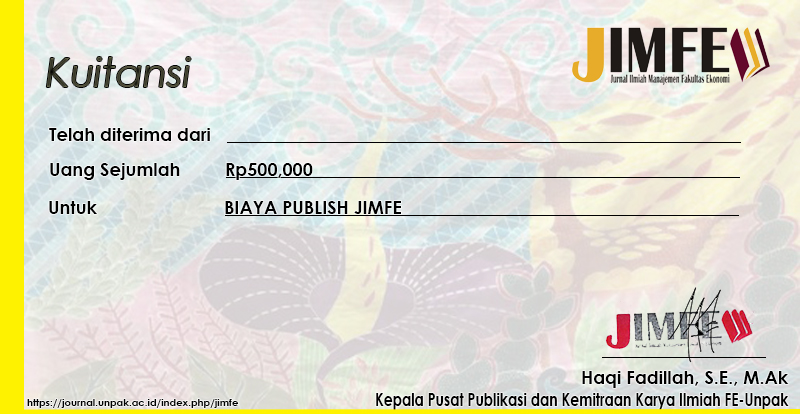 JIMFE
Jurnal Ilmiah Manajemen Fakultas Ekonomi
Kuitansi
Telah diterima dari
Uang Sejumlah Rp500,000
Untuk BIAYA PUBLISH JIMFE
JIMFE
Haqi Fadillah, S.E., M.Ak
Kepala Pusat Publikasi dan Kemitraan Karya Ilmiah FE-Unpak
https://journal.unpak.ac.id/index.php/jimfe